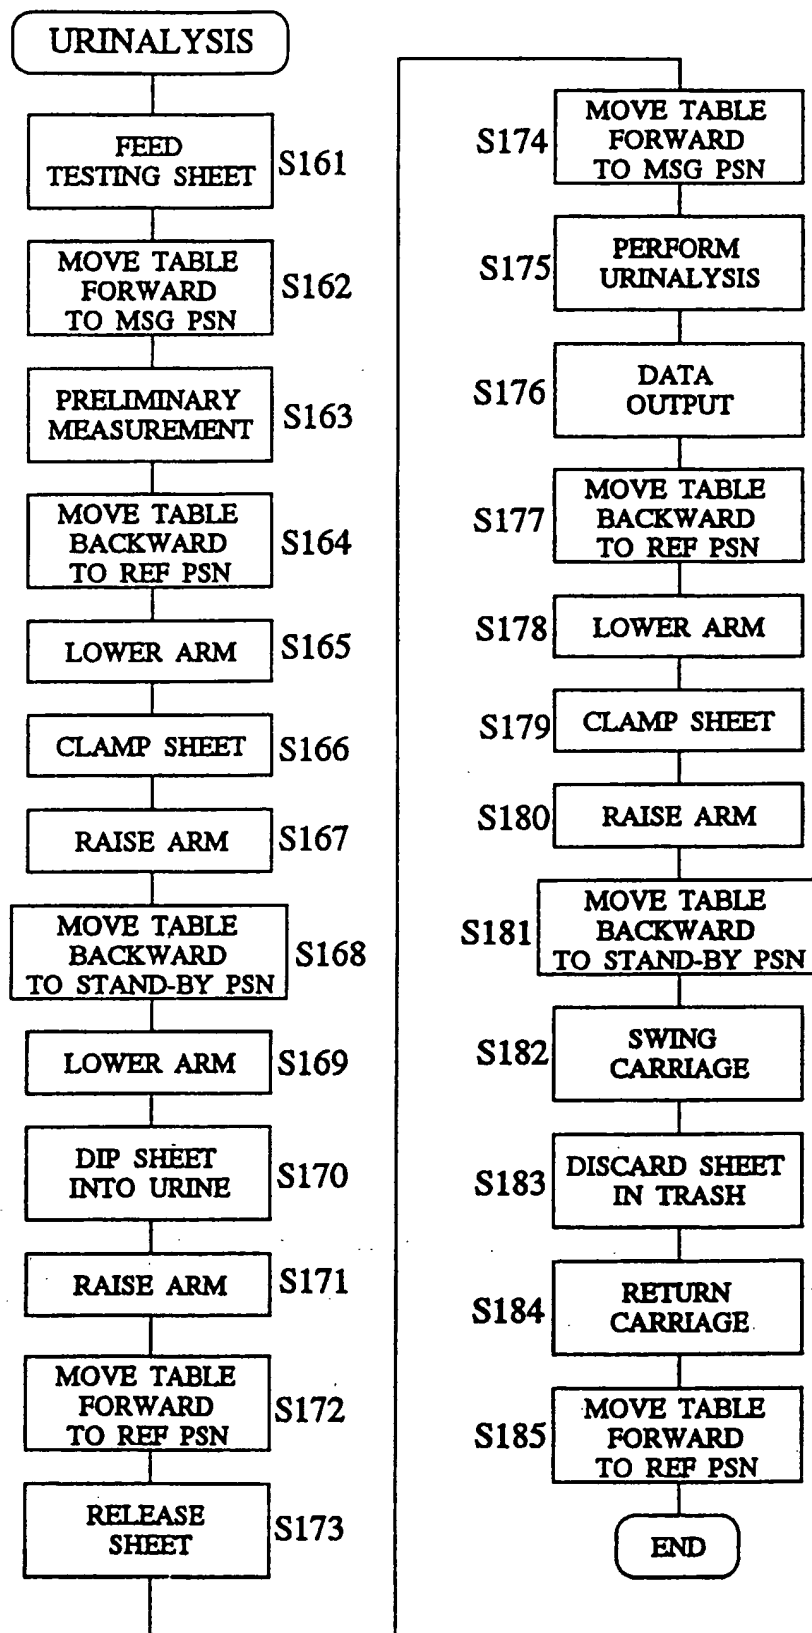 URINALYSIS
FEED
TESTING SHEET
S161
MOVE TABLE
FORWARD
TO MSG PSN
S162
PRELIMINARY
MEASUREMENT
S163
MOVE TABLE
BACKWARD
TO REF PSN
S164
LOWER ARM
S165
CLAMP SHEET
S166
RAISE ARM
S167
MOVE TABLE
BACKWARD
TO STAND-BY PSN
S168
LOWER ARM
S169
DIP SHEET
INTO URINE
S170
RAISE ARM
S171
MOVE TABLE
FORWARD
TO REF PSN
S172
RELEASE
SHEET
S173
S174
MOVE TABLE
FORWARD
TO MSG PSN
S175
PERFORM
URINALYSIS
S176
DATA
OUTPUT
S177
MOVE TABLE
BACKWARD
TO REF PSN
S178
LOWER ARM
S179
CLAMP SHEET
S180
RAISE ARM
S181
MOVE TABLE
BACKWARD
TO STAND-BY PSN
S182
SWING
CARRIAGE
S183
DISCARD SHEET
IN TRASH
S184
RETURN
CARRIAGE
S185
MOVE TABLE
FORWARD
TO REF PSN
END